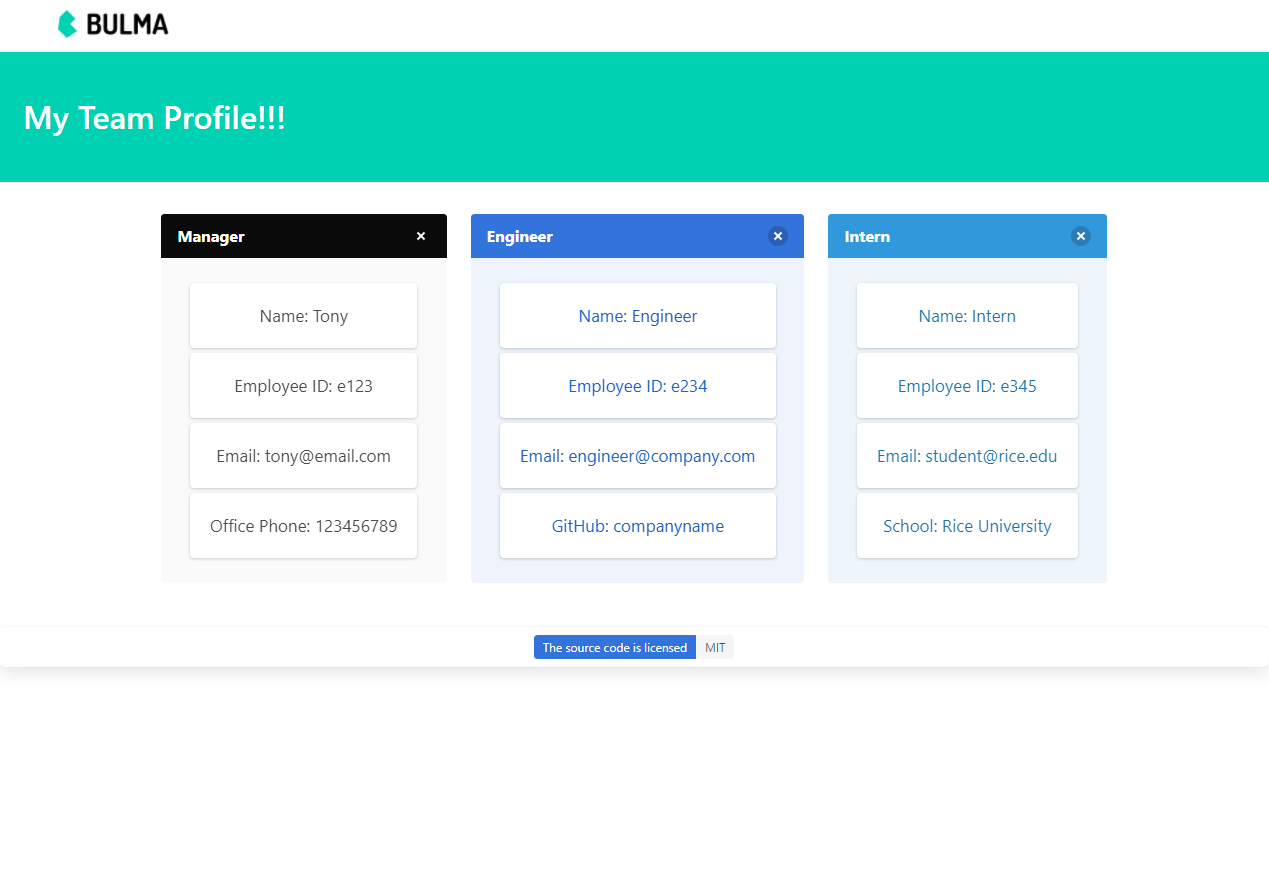 BULMA
My Team Profile!!!
Manager
Name: Tony
Employee ID: e123
Email: tony@email.com
Office Phone: 123456789
Engineer
Name: Engineer
Employee ID: e234
Email: engineer@company.com
GitHub: companyname
Intern
Name: Intern
Employee ID: e345
Email: student@rice.edu
School: Rice University
The source code is licensed MIT